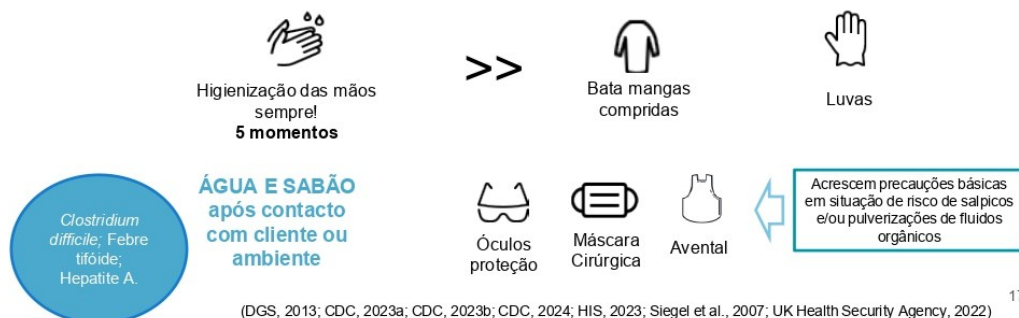 Higienização das mãos
sempre!
5 momentos
>>
Bata mangas
compridas
Luvas
Clostridium
difficile; Febre
tifóide;
Hepatite A.
ÁGUA E SABÃO
após contacto
com cliente ou
ambiente
Óculos
proteção
Máscara
Cirúrgica
Avental
Acrescem precauções básicas
em situação de risco de salpicos
e/ou pulverizações de fluidos
orgânicos
(DGS, 2013; CDC, 2023a; CDC, 2023b; CDC, 2024; HIS, 2023; Siegel et al., 2007; UK Health Security Agency, 2022)